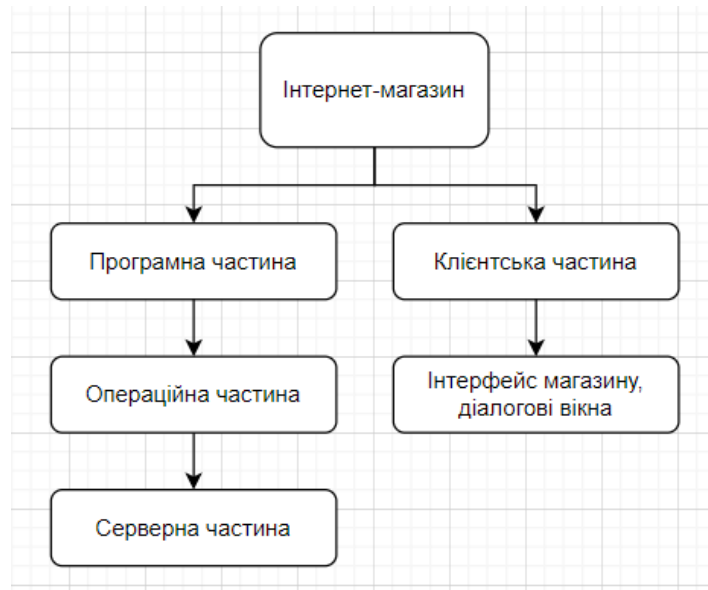 Інтернет-магазин
Програмна частина
Клієнтська частина
Операційна частина
Інтерфейс магазину,
діалогові вікна
Серверна частина